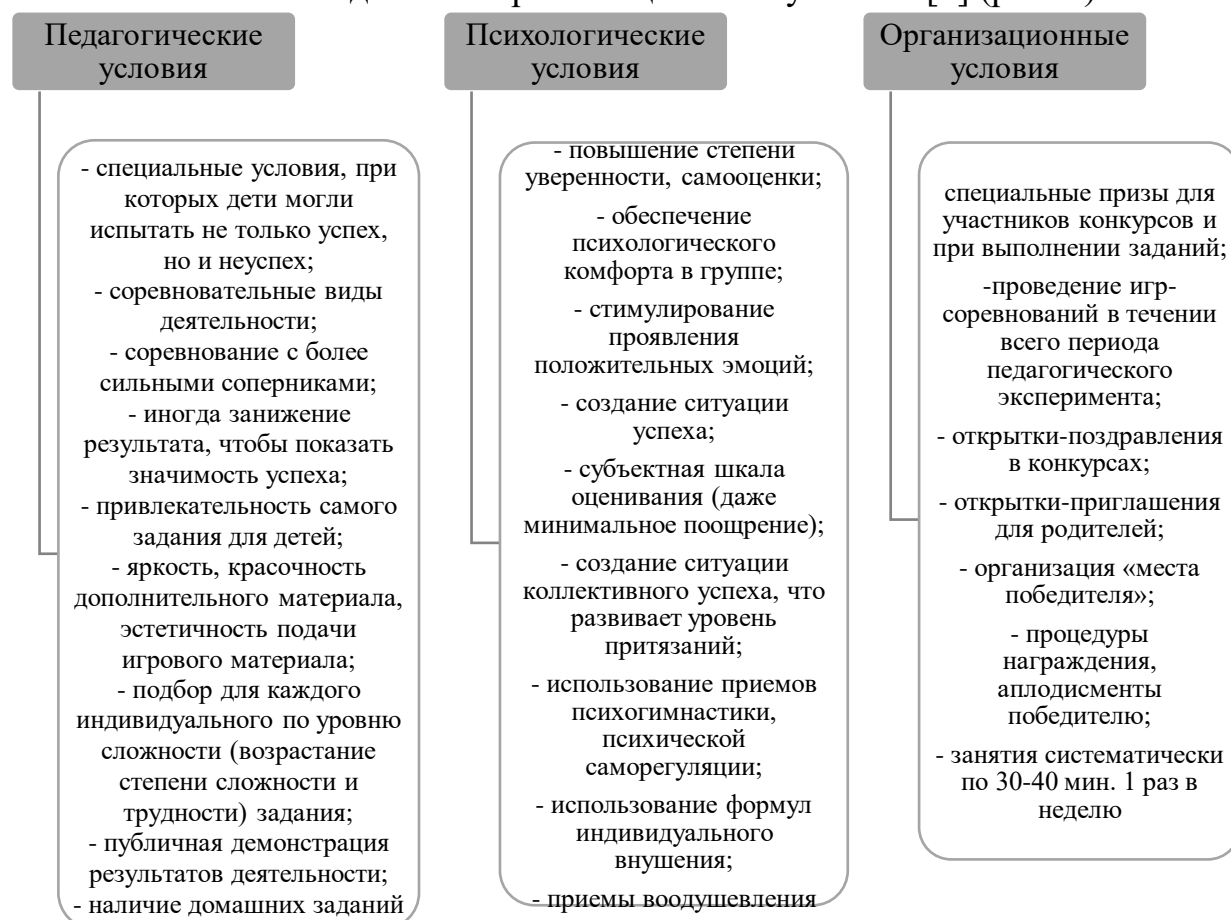 Педагогические
условия
- специальные условия, при
которых дети могли
испытать не только успех,
но и неуспех;
- соревновательные виды
деятельности;
- соревнование с более
сильными соперниками;
- иногда занижение
результата, чтобы показать
значимость успеха;
- привлекательность самого
задания для детей;
- яркость, красочность
дополнительного материала,
эстетичность подачи
игрового материала;
- подбор для каждого
индивидуального по уровню
сложности (возрастание
степени сложности и
трудности) задания;
- публичная демонстрация
результатов деятельности;
- наличие домашних заданий
Психологические
условия
- повышение степени
уверенности, самооценки;
- обеспечение
психологического
комфорта в группе;
- стимулирование
проявления
положительных эмоций;
- создание ситуации
успеха;
- субъектная шкала
оценивания (даже
минимальное поощрение);
- создание ситуации
коллективного успеха, что
развивает уровень
притязаний;
- использование приемов
психогимнастики,
психической
саморегуляции;
- использование формул
индивидуального
внушения;
- приемы воодушевления
Организационные
условия
специальные призы для
участников конкурсов и
при выполнении заданий;
-проведение игр-
соревнований в течении
всего периода
педагогического
эксперимента;
- открытки-поздравления
в конкурсах;
- открытки-приглашения
для родителей;
- организация «места
победителя»;
- процедуры
награждения,
аплодисменты
победителю;
- занятия систематически
по 30-40 мин. 1 раз в
неделю